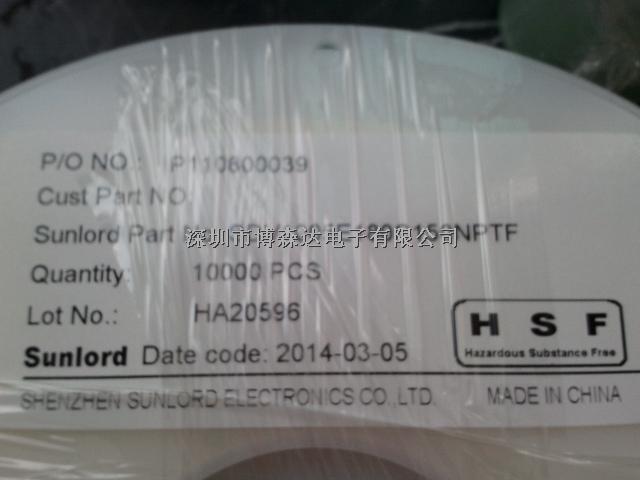 P/O NO.: P110600039
Cust Part NO:
Sunlord Part
深圳市博森达电子有限公司
Quantity: 10000 PCS
Lot No.: HA20596
HSF
Hazardous Substance Free
Sunlord Date code: 2014-03-05
SHENZHEN SUNLORD ELECTRONICS CO.,LTD. MADE IN CHINA